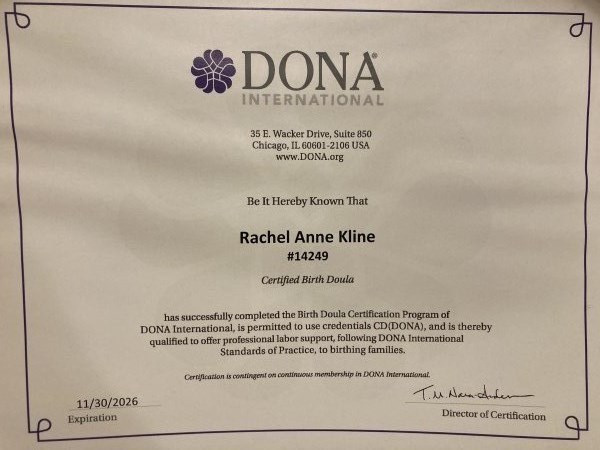 DONA®
INTERNATIONAL
35 E. Wacker Drive, Suite 850
Chicago, IL 60601-2106 USA
www.DONA.org
Be It Hereby Known That
Rachel Anne Kline
#14249
Certified Birth Doula
has successfully completed the Birth Doula Certification Program of
DONA International, is permitted to use credentials CD(DONA), and is thereby
qualified to offer professional labor support, following DONA International
Standards of Practice, to birthing families.
Certification is contingent on continuous membership in DONA International.
11/30/2026
Expiration
Director of Certification